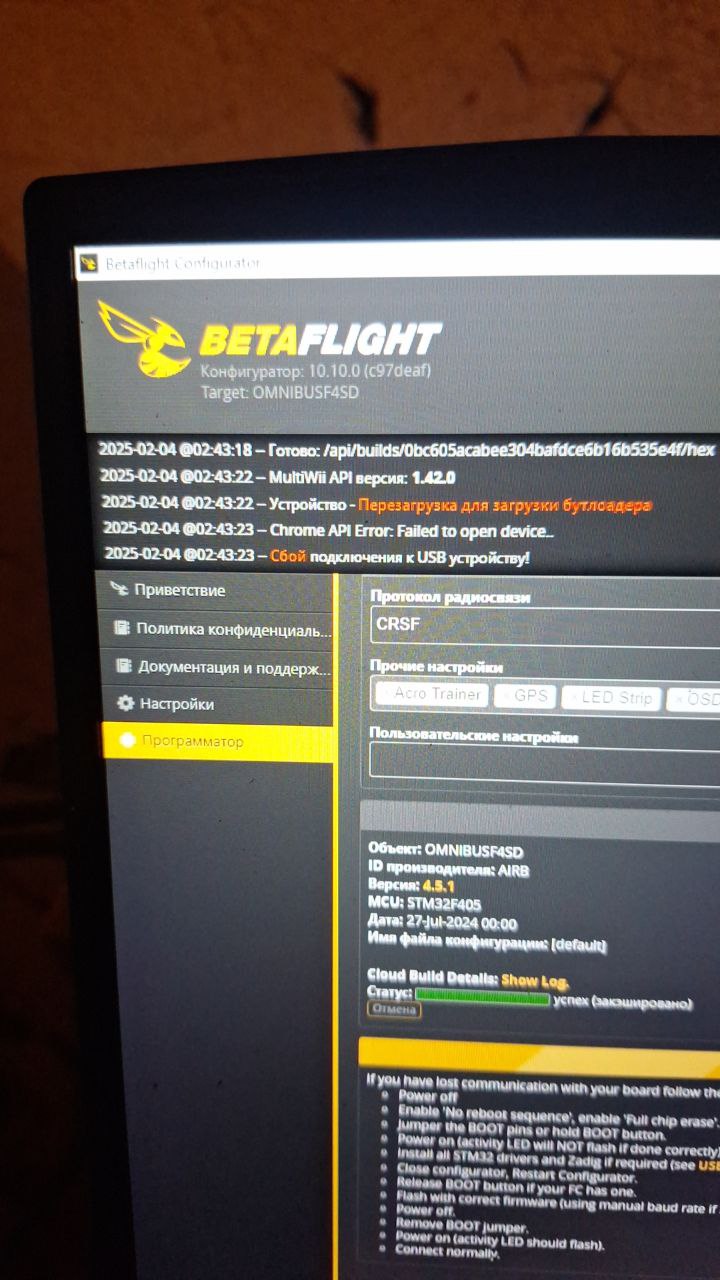 Betaflight Configurator
BETAFLIGHT
Конфигуратор: 10.10.0 (c97deaf)
Target: OMNIBUSF4SD
2025-02-04 @02:43:18 -- Готово: /api/builds/0bc605acabee304bafdce6b16b535e4f/hex
2025-02-04 @02:43:22 -- MultiWii API версия: 1.42.0
2025-02-04 @02:43:22 -- Устройство - Перезагрузка для загрузки бутлоадера
2025-02-04 @02:43:23 -- Chrome API Error: Failed to open device..
2025-02-04 @02:43:23 -- Сбой подключения к USB устройству!
Приветствие
Политика конфиденциаль...
Документация и поддерж...
Настройки
Программатор
Протокол радиосвязи
CRSF
Прочие настройки
× Acro Trainer × GPS × LED Strip × OSD
Пользовательские настройки
Объект: OMNIBUSF4SD
ID производителя: AIRB
Версия: 4.5.1
MCU: STM32F405
Дата: 27-Jul-2024 00:00
Имя файла конфигурации: [default]
Cloud Build Details: Show Log.
Статус: успех (закэшировано)
Отмена
If you have lost communication with your board follow the
Power off
Enable 'No reboot sequence', enable 'Full chip erase'.
Jumper the BOOT pins or hold BOOT button.
Power on (activity LED will NOT flash if done correctly)
Install all STM32 drivers and Zadig if required (see USB
Close configurator, Restart Configurator.
Release BOOT button if your FC has one.
Flash with correct firmware (using manual baud rate if
Power off.
Remove BOOT jumper.
Power on (activity LED should flash).
Connect normally.